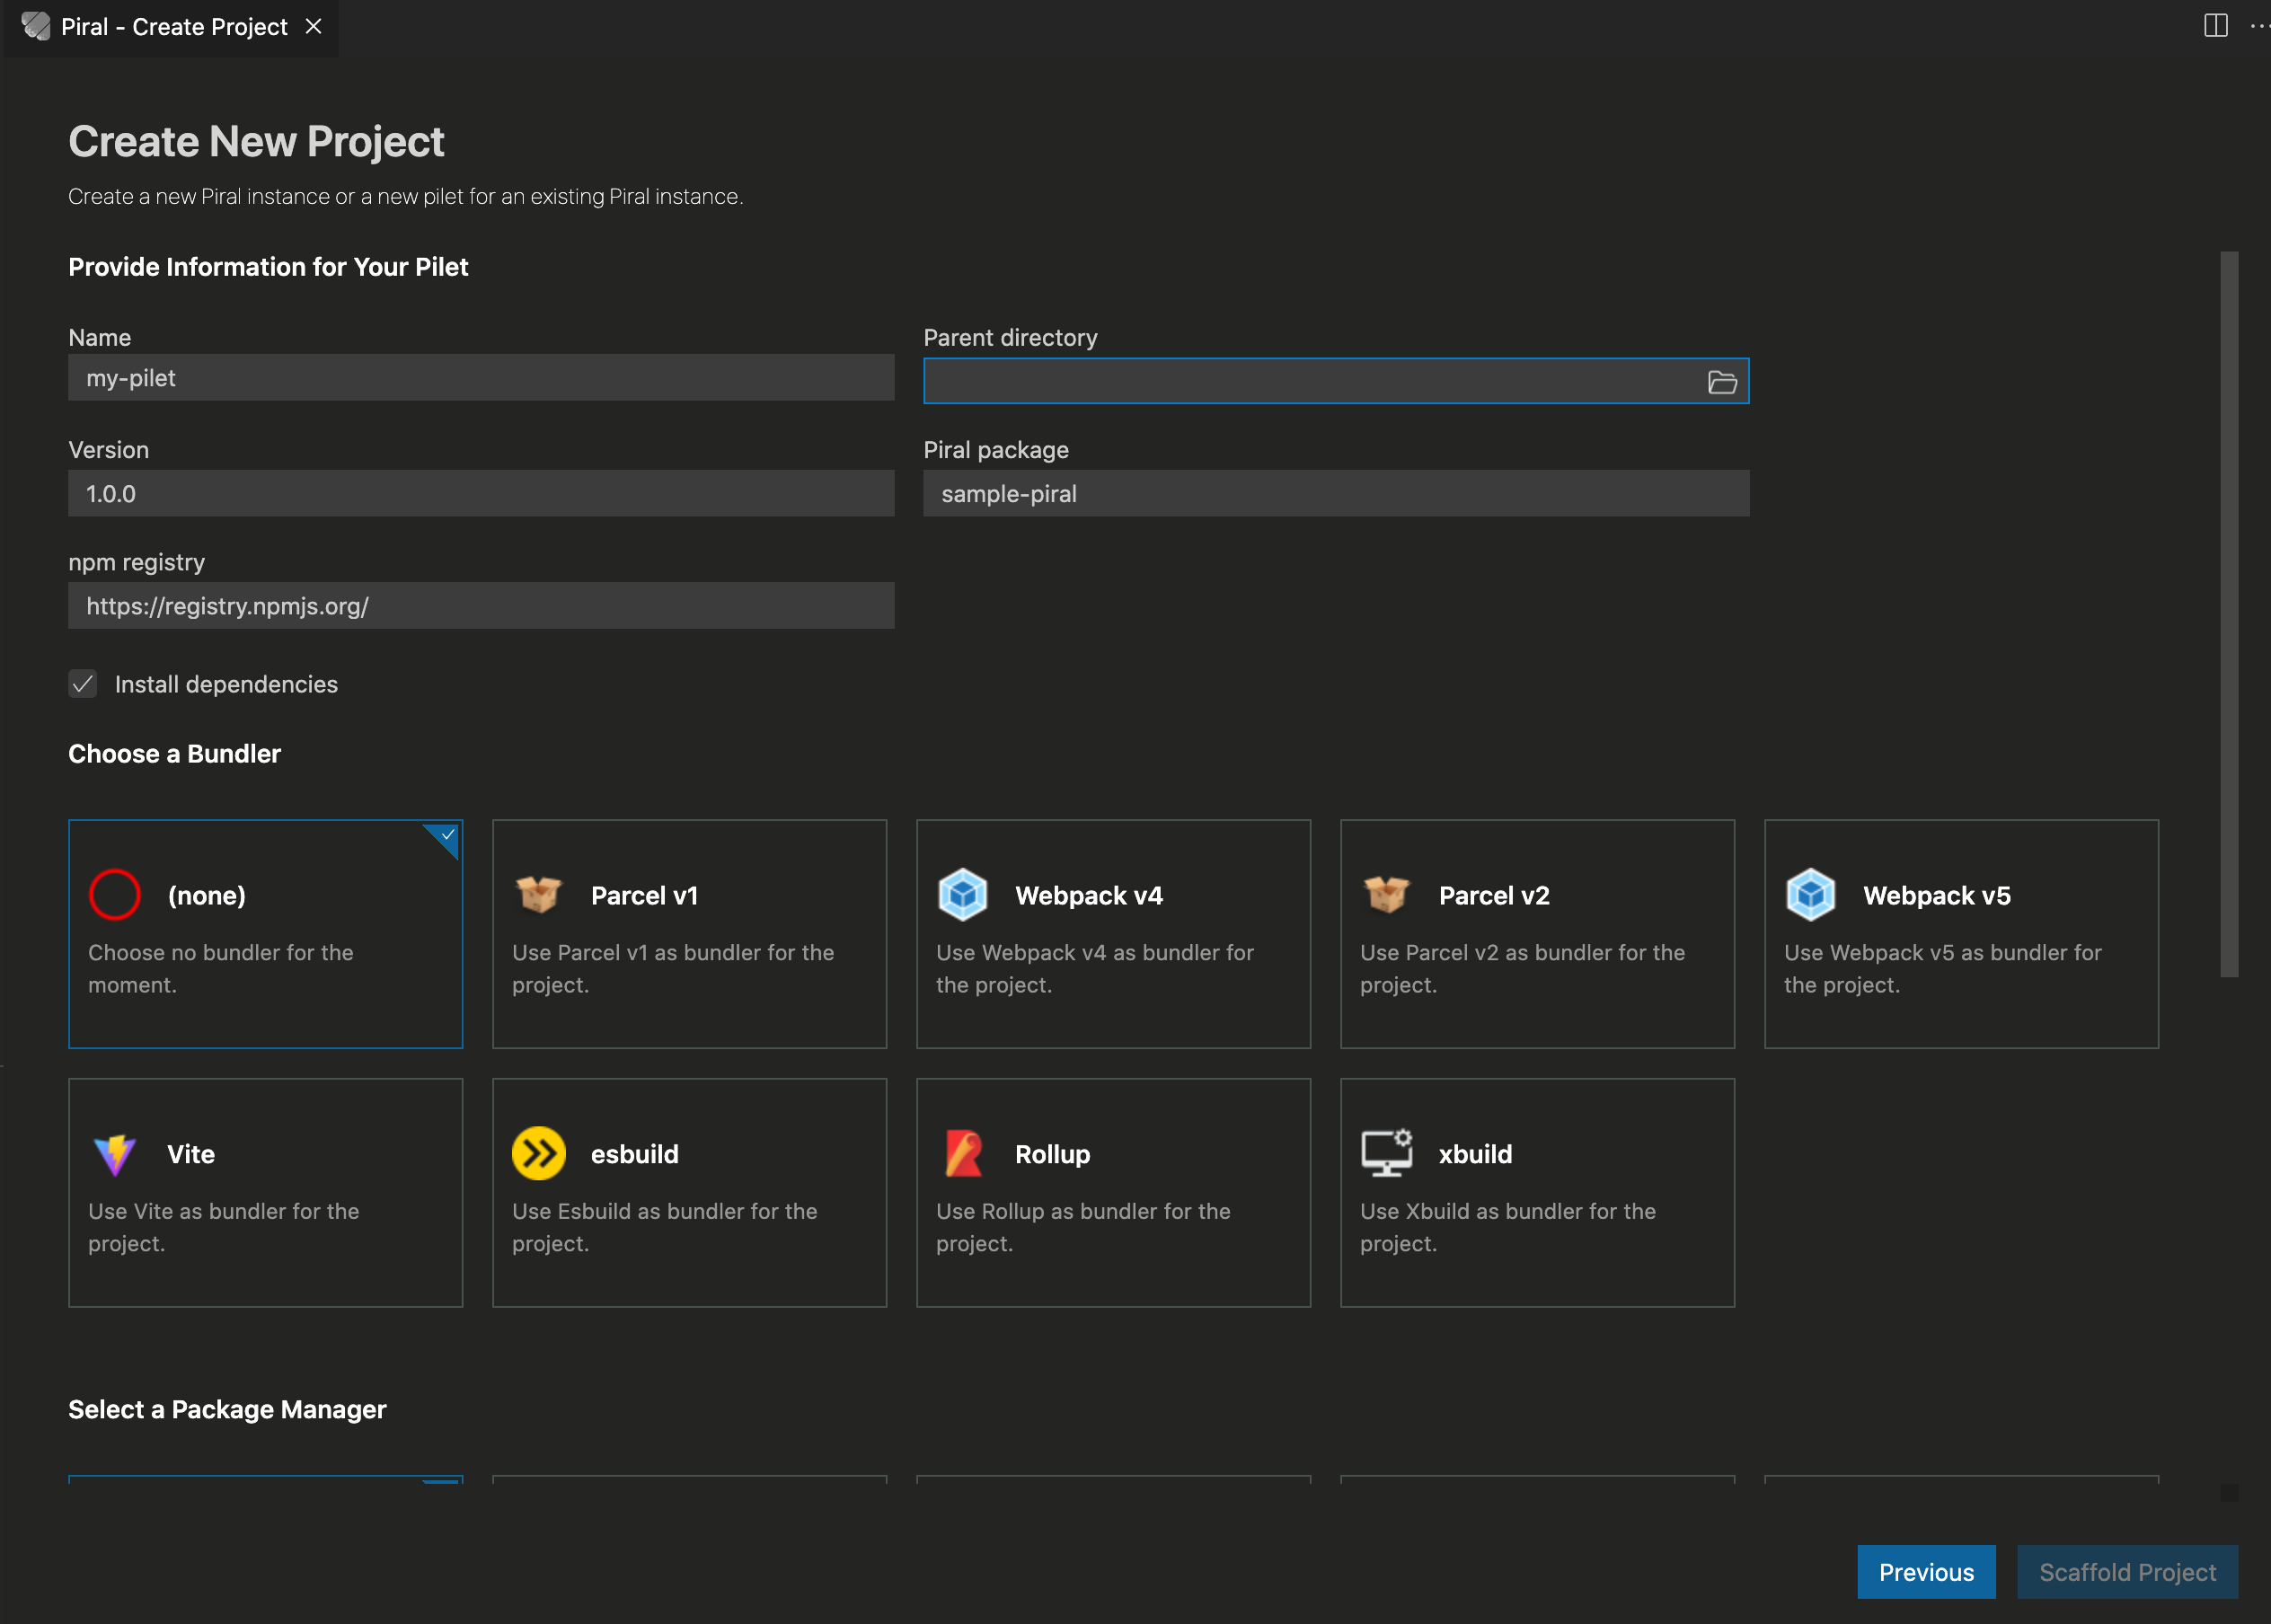 Piral - Create Project
Create New Project
Create a new Piral instance or a new pilet for an existing Piral instance.
Provide Information for Your Pilet
Name
Parent directory
my-pilet
Version
Piral package
1.0.0
sample-piral
npm registry
https://registry.npmjs.org/
Install dependencies
Choose a Bundler
(none)
Choose no bundler for the
moment.
Parcel v1
Use Parcel v1 as bundler for the
project.
Webpack v4
Use Webpack v4 as bundler for
the project.
Parcel v2
Use Parcel v2 as bundler for the
project.
Webpack v5
Use Webpack v5 as bundler for
the project.
Vite
Use Vite as bundler for the
project.
esbuild
Use Esbuild as bundler for the
project.
Rollup
Use Rollup as bundler for the
project.
xbuild
Use Xbuild as bundler for the
project.
Select a Package Manager
Previous
Scaffold Project